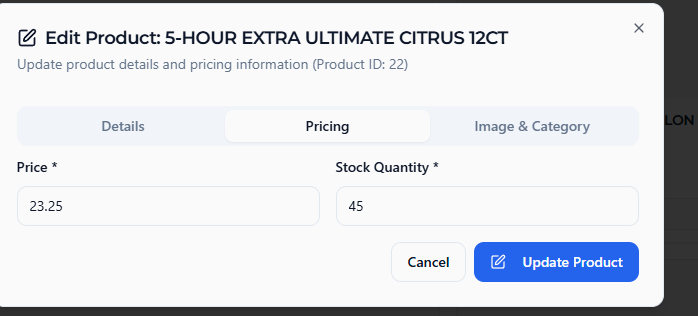 Edit Product: 5-HOUR EXTRA ULTIMATE CITRUS 12CT
Update product details and pricing information (Product ID: 22)
Details
Pricing
Image & Category
Price *
Stock Quantity *
23.25
45
Cancel
Update Product
LON